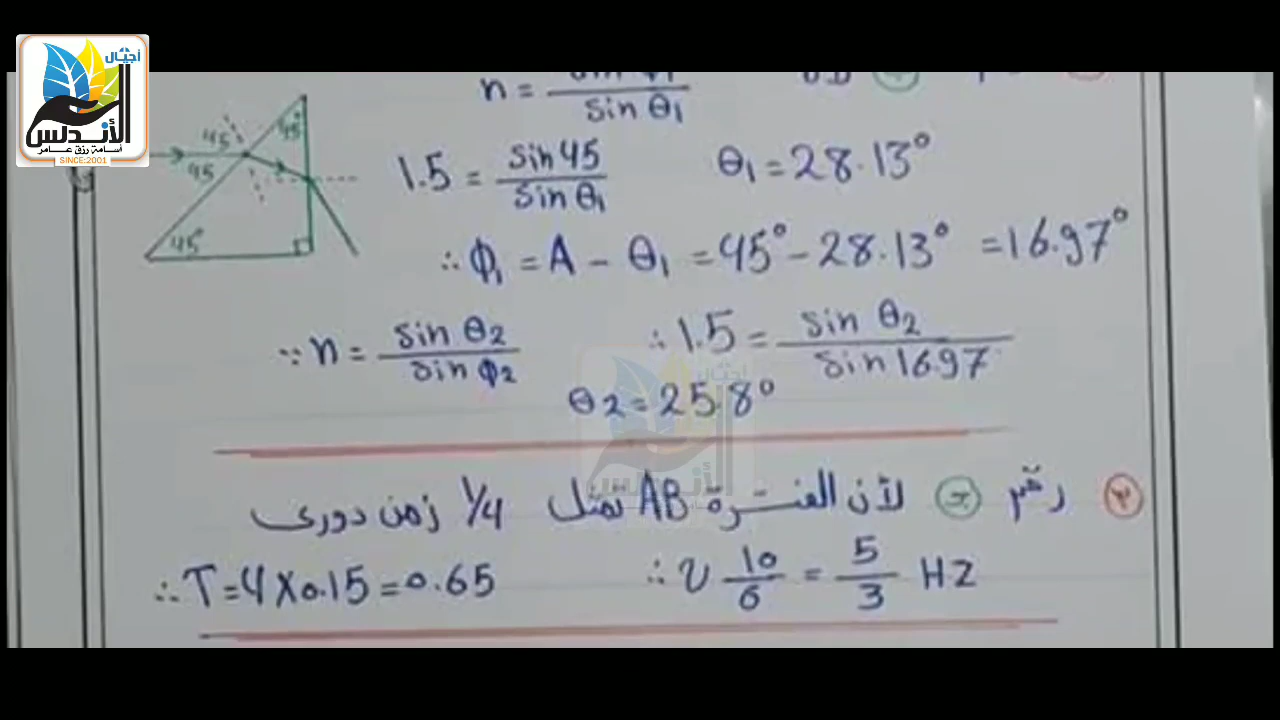 أجيال
الأندلس
أسامة رزق عامر
SINCE:2001
n = sin Φ1 / sin θ1
45 45° 45 45°
1.5 = sin 45 / sin θ1 θ1 = 28.13°
∴ Φ1 = A − θ1 = 45° − 28.13° = 16.97°
∵ n = sin θ2 / sin Φ2 ∴ 1.5 = sin θ2 / sin 16.97
θ2 = 25.8°
رقم ج لأن الفترة AB تمثل 1/4 زمن دورى
∴ T = 4 X 0.15 = 0.65 ∴ υ 10/6 = 5/3 HZ